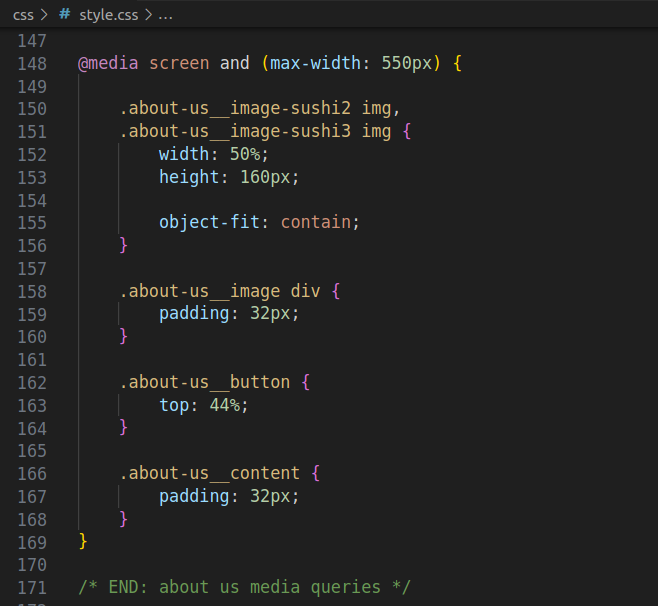 css > # style.css > ...
147
148 @media screen and (max-width: 550px) {
149
150 .about-us__image-sushi2 img,
151 .about-us__image-sushi3 img {
152 width: 50%;
153 height: 160px;
154
155 object-fit: contain;
156 }
157
158 .about-us__image div {
159 padding: 32px;
160 }
161
162 .about-us__button {
163 top: 44%;
164 }
165
166 .about-us__content {
167 padding: 32px;
168 }
169 }
170
171 /* END: about us media queries */